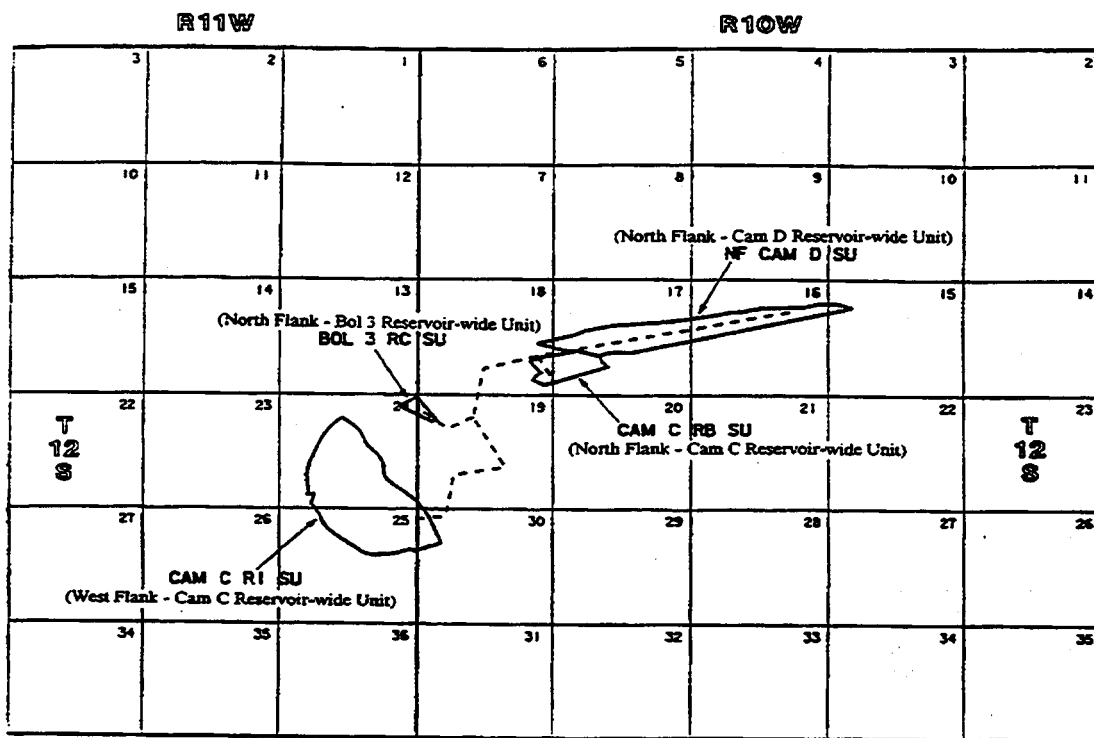 R11W R10W
3 2 1 6 5 4 3 2
10 11 12 7 8 9 10 11
(North Flank - Cam D Reservoir-wide Unit)
NF CAM D SU
15 14 13 18 17 16 15 14
(North Flank - Bol 3 Reservoir-wide Unit)
BOL 3 RC SU
22 23 19 20 21 22 23
T
12
S
CAM C RB SU
(North Flank - Cam C Reservoir-wide Unit)
T
12
S
27 26 25 30 29 28 27 26
CAM C RI SU
(West Flank - Cam C Reservoir-wide Unit)
34 35 36 31 32 33 34 35